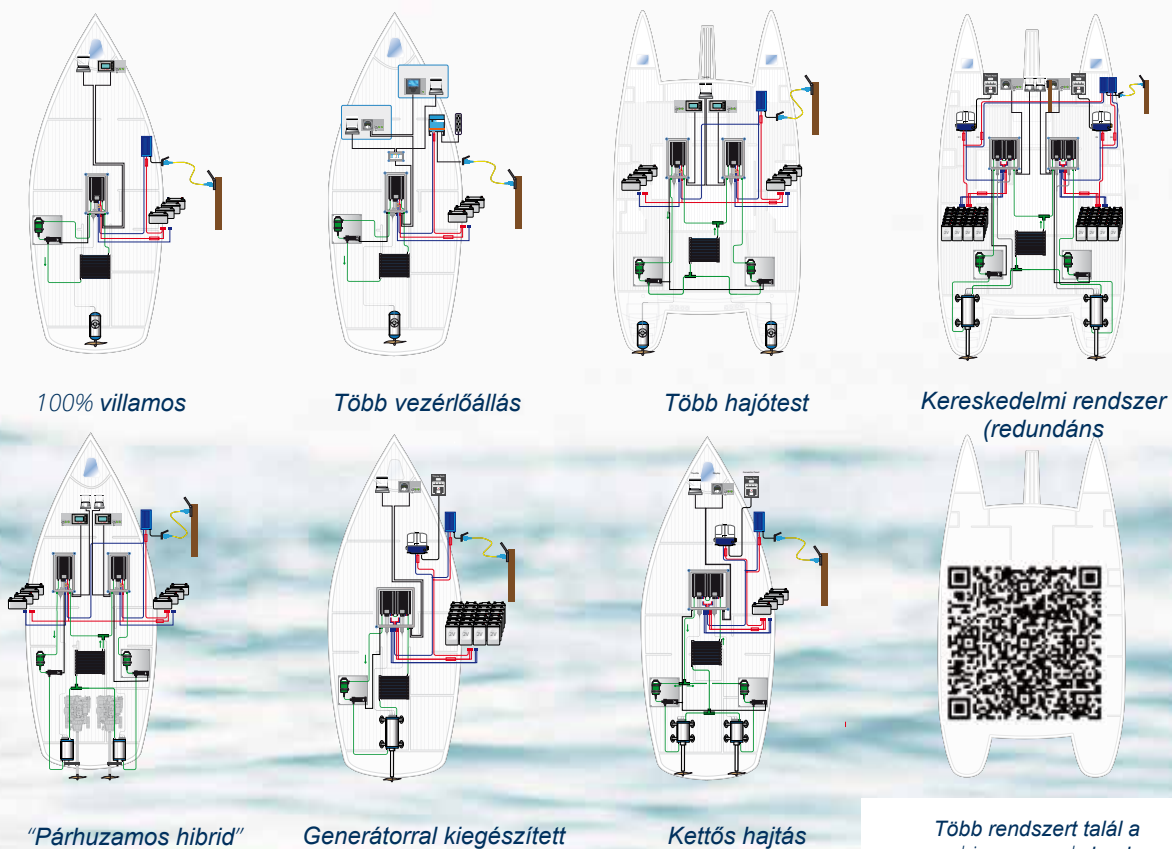 100% villamos
Több vezérlőállás
Több hajótest
Kereskedelmi rendszer
(redundáns
"Párhuzamos hibrid"
Generátorral kiegészített
Kettős hajtás
Több rendszert talál a